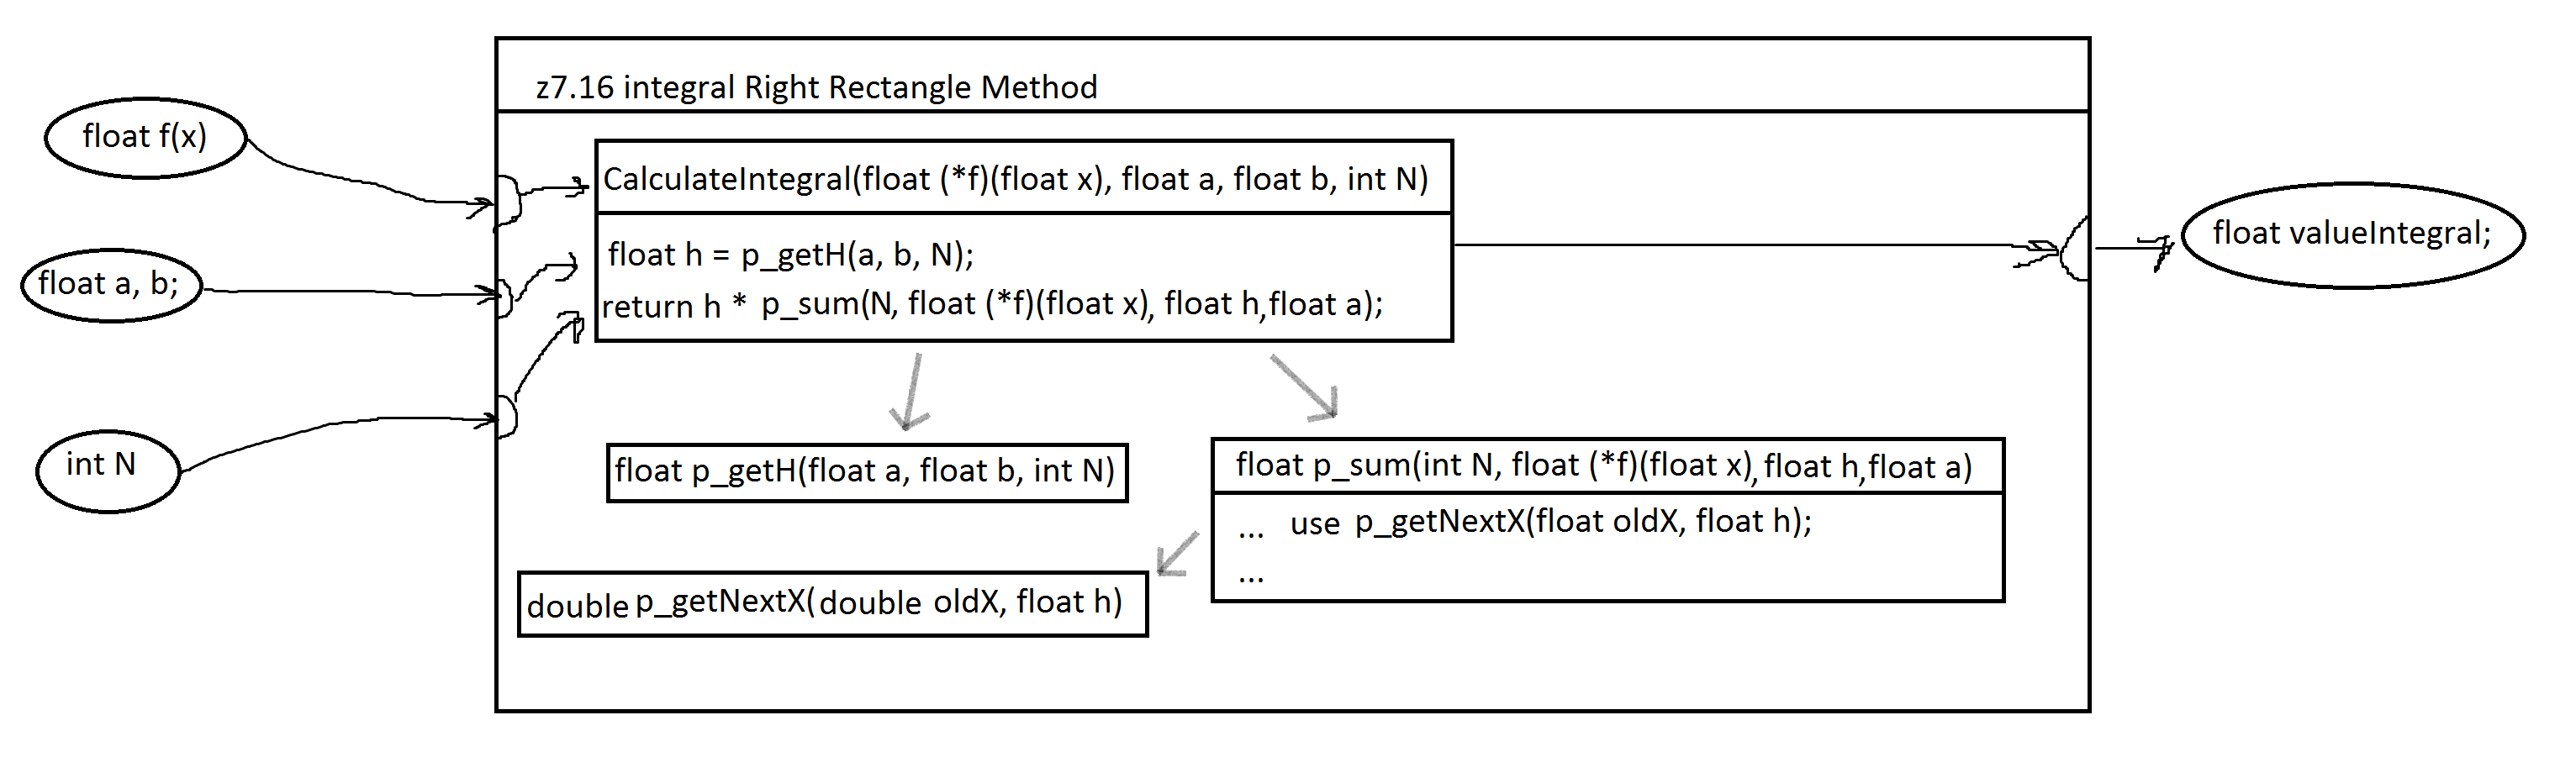 z7.16 integral Right Rectangle Method
float f(x)
CalculateIntegral(float (*f)(float x), float a, float b, int N)
float valueIntegral;
float a, b;
float h = p_getH(a, b, N);
return h * p_sum(N, float (*f)(float x), float h,float a);
int N
float p_getH(float a, float b, int N)
float p_sum(int N, float (*f)(float x),float h,float a)
... use p_getNextX(float oldX, float h);
...
double p_getNextX(double oldX, float h)